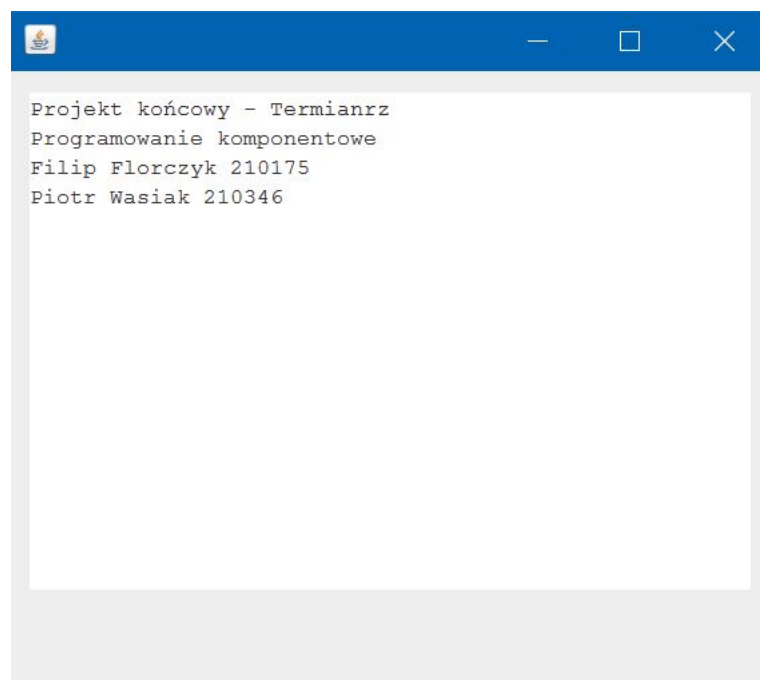 Projekt końcowy - Termianrz
Programowanie komponentowe
Filip Florczyk 210175
Piotr Wasiak 210346